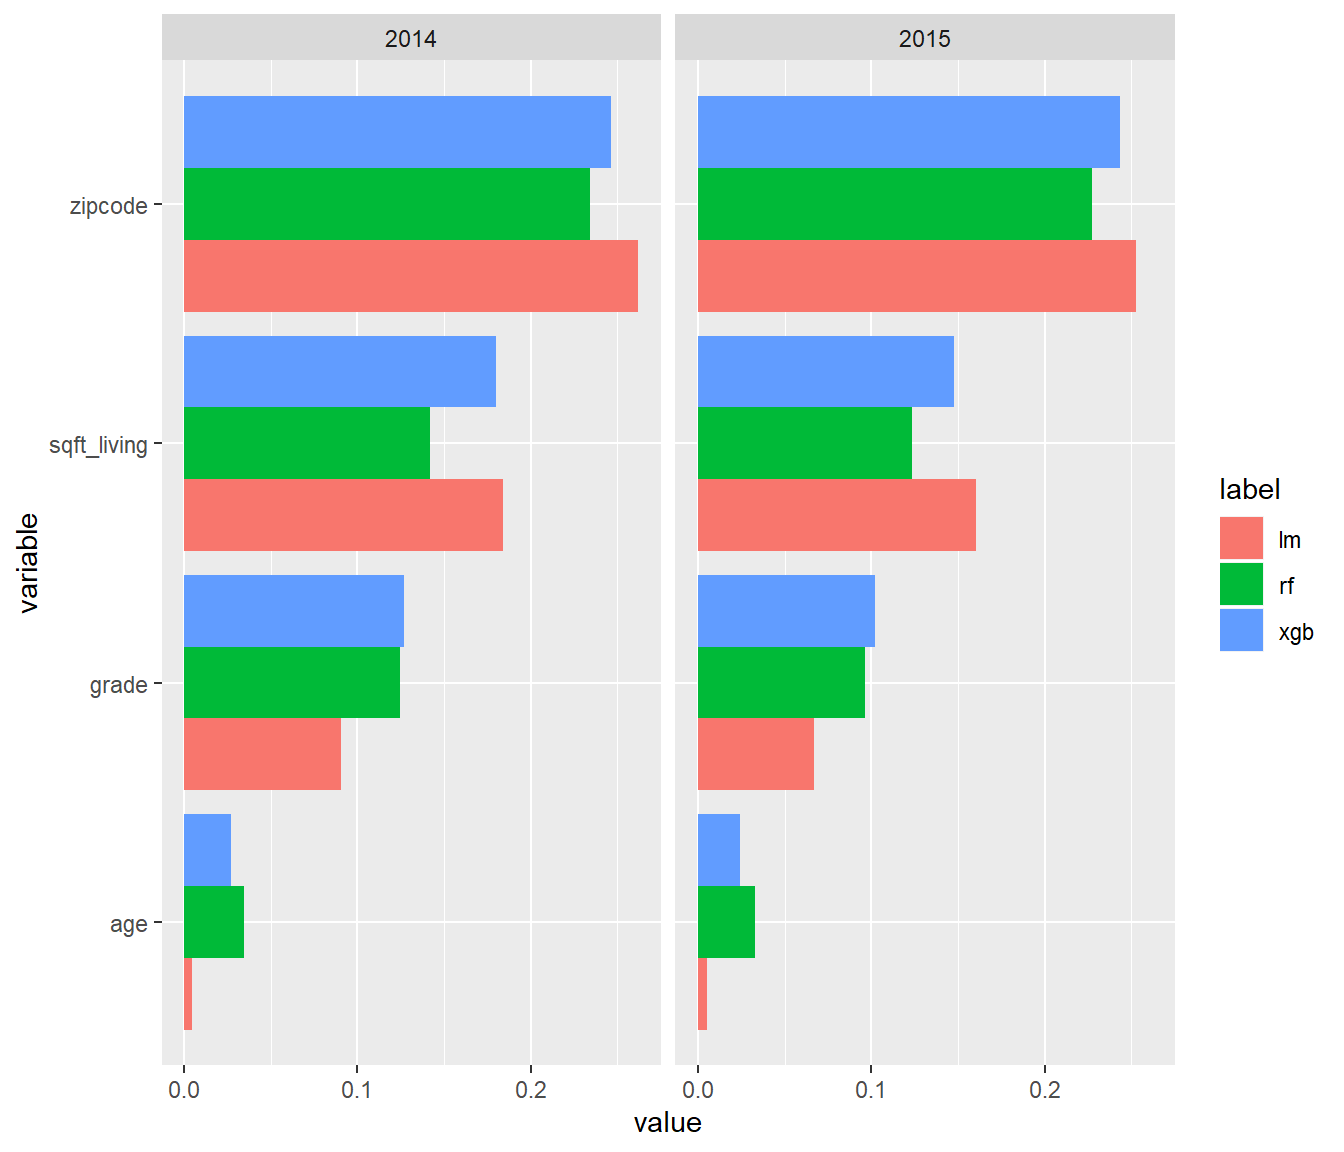 2014
2015
zipcode
sqft_living
grade
age
variable
0.0
0.1
0.2
0.0
0.1
0.2
value
label
lm
rf
xgb